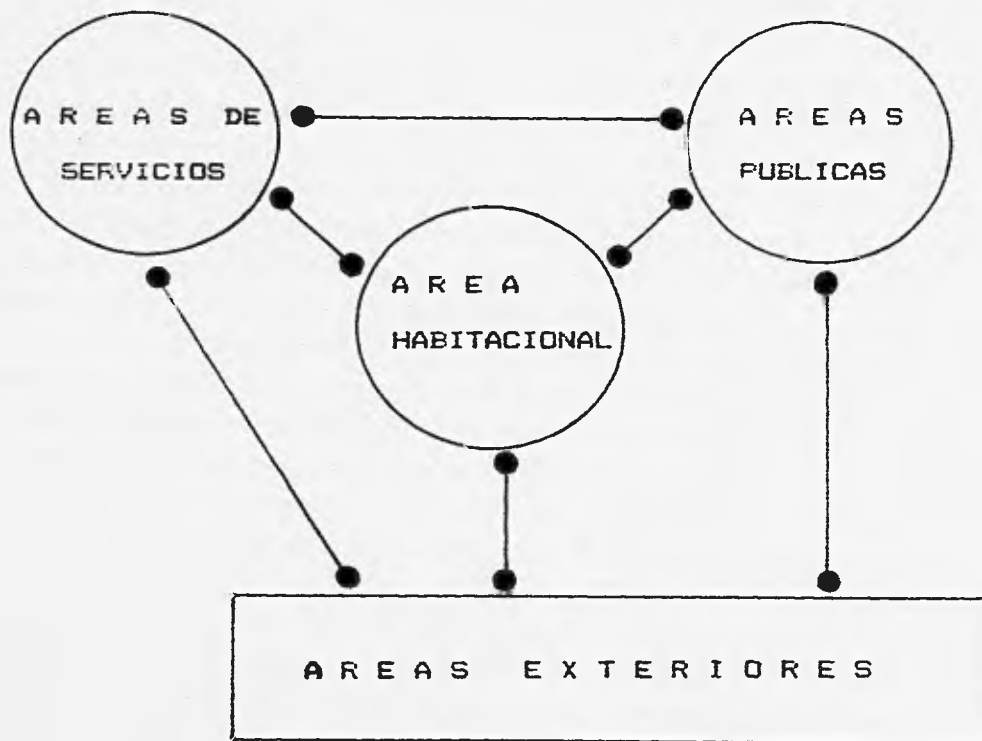 A R E A S DE
SERVICIOS
A R E A S
PUBLICAS
A R E A
HABITACIONAL
A R E A S E X T E R I O R E S